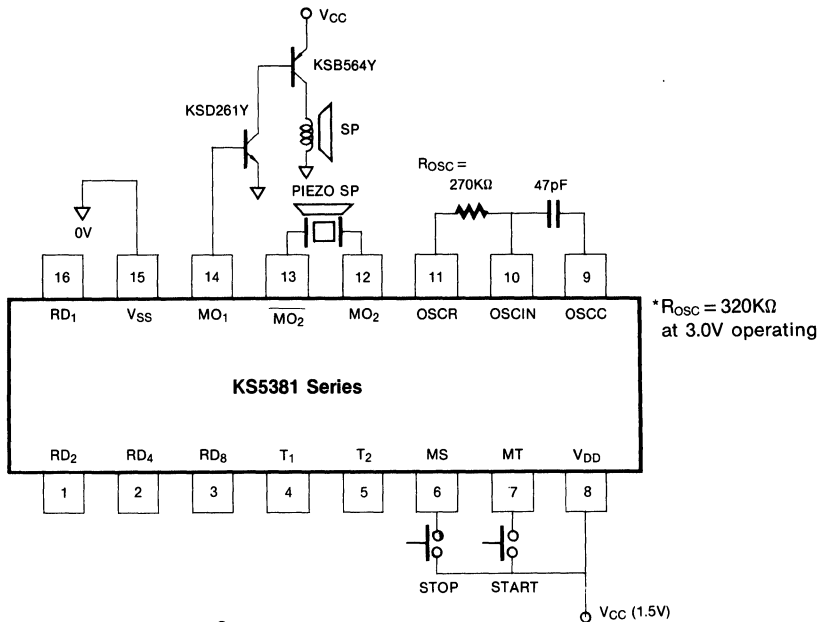 VCC
KSB564Y
KSD261Y
SP
ROSC =
270KΩ
47pF
PIEZO SP
0V
16
15
14
13
12
11
10
9
RD1
VSS
MO1
M̅O̅2̅
MO2
OSCR
OSCIN
OSCC
*ROSC = 320KΩ
at 3.0V operating
KS5381 Series
RD2
RD4
RD8
T1
T2
MS
MT
VDD
1
2
3
4
5
6
7
8
STOP
START
VCC (1.5V)